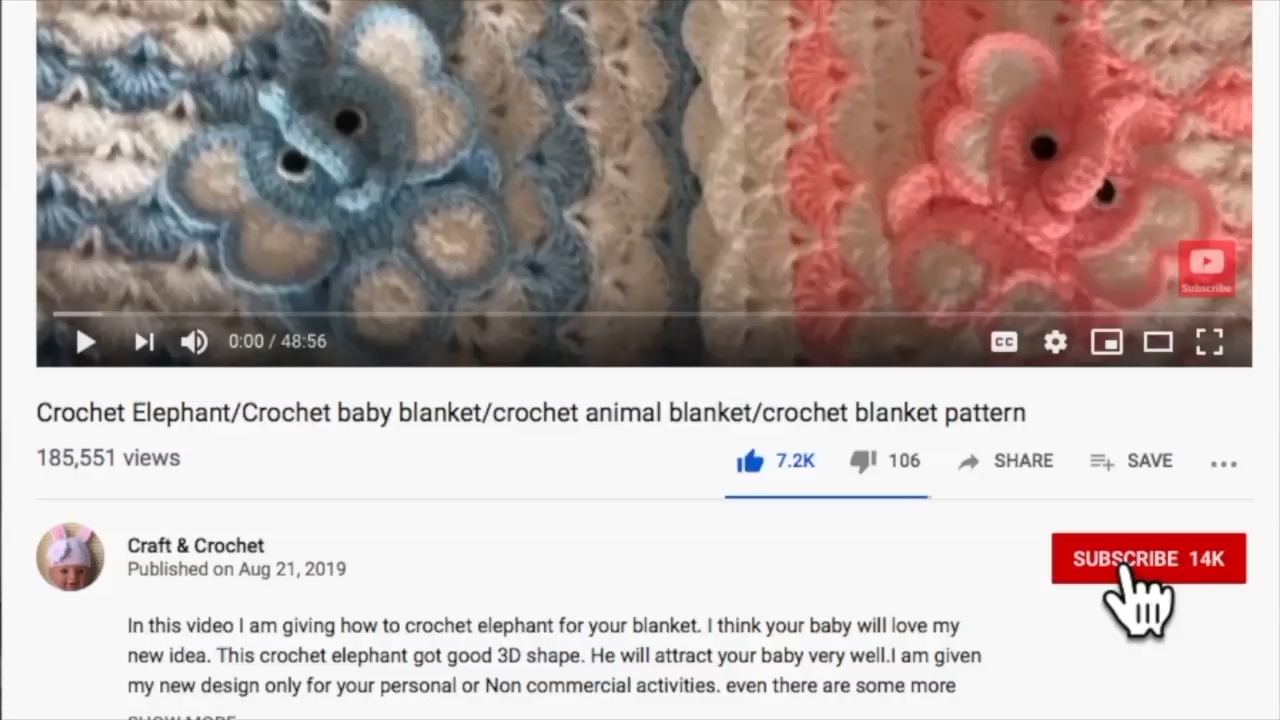 Subscribe
0:00 / 48:56
CC
Crochet Elephant/Crochet baby blanket/crochet animal blanket/crochet blanket pattern
185,551 views
7.2K 106 SHARE SAVE
Craft & Crochet
Published on Aug 21, 2019
SUBSCRIBE 14K
In this video I am giving how to crochet elephant for your blanket. I think your baby will love my
new idea. This crochet elephant got good 3D shape. He will attract your baby very well.I am given
my new design only for your personal or Non commercial activities. even there are some more
SHOW MORE